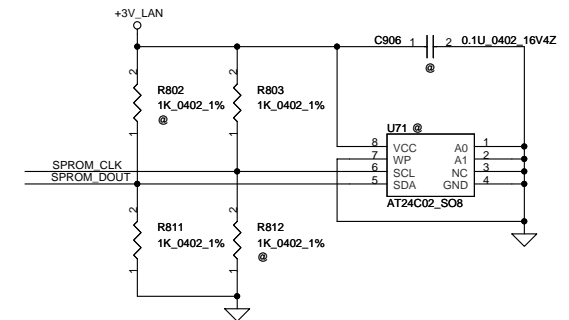 +3V_LAN
C906 1 2 0.1U_0402_16V4Z
@
2 2
R802 R803
1K_0402_1% 1K_0402_1%
@
1 1
U71 @
8 VCC A0 1
7 WP A1 2
6 SCL NC 3
5 SDA GND 4
AT24C02_SO8
SPROM_CLK
SPROM_DOUT
2 2
R811 R812
1K_0402_1% 1K_0402_1%
@
1 1